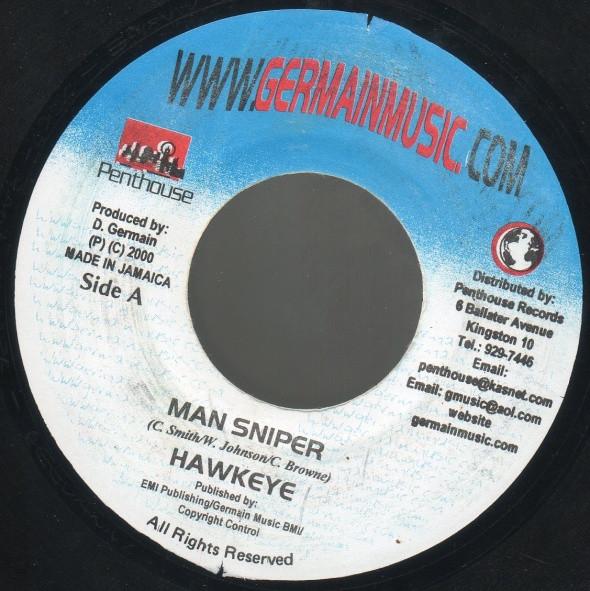 WWW.GERMAINMUSIC.COM
Penthouse
Produced by:
D. Germain
(P) (C) 2000
MADE IN JAMAICA
Side A
Distributed by:
Penthouse Records
6 Ballater Avenue
Kingston 10
Tel.: 929-7446
Email:
penthouse@kasnet.com
Email: gmusic@aol.com
website
germainmusic.com
MAN SNIPER
(C. Smith/W. Johnson/C. Browne)
HAWKEYE
Published by:
EMI Publishing/Germain Music BMI/
Copyright Control
All Rights Reserved